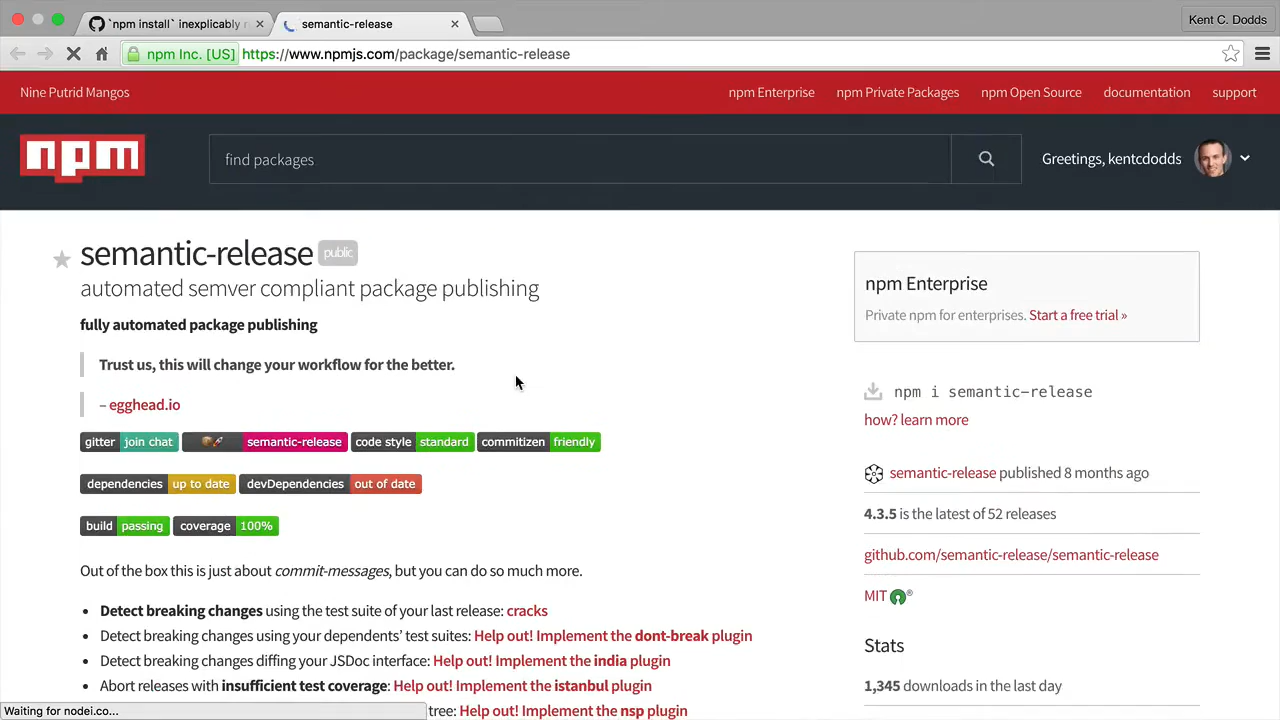 `npm install` inexplicably r
semantic-release
Kent C. Dodds
npm Inc. [US] https://www.npmjs.com/package/semantic-release
Nine Putrid Mangos
npm Enterprise
npm Private Packages
npm Open Source
documentation
support
npm
find packages
Greetings, kentcdodds
semantic-release public
automated semver compliant package publishing
fully automated package publishing
Trust us, this will change your workflow for the better.
– egghead.io
gitter join chat semantic-release code style standard commitizen friendly
dependencies up to date devDependencies out of date
build passing coverage 100%
Out of the box this is just about commit-messages, but you can do so much more.
• Detect breaking changes using the test suite of your last release: cracks
• Detect breaking changes using your dependents’ test suites: Help out! Implement the dont-break plugin
• Detect breaking changes diffing your JSDoc interface: Help out! Implement the india plugin
• Abort releases with insufficient test coverage: Help out! Implement the istanbul plugin
tree: Help out! Implement the nsp plugin
Waiting for nodei.co...
npm Enterprise
Private npm for enterprises. Start a free trial »
npm i semantic-release
how? learn more
semantic-release published 8 months ago
4.3.5 is the latest of 52 releases
github.com/semantic-release/semantic-release
MIT ®
Stats
1,345 downloads in the last day